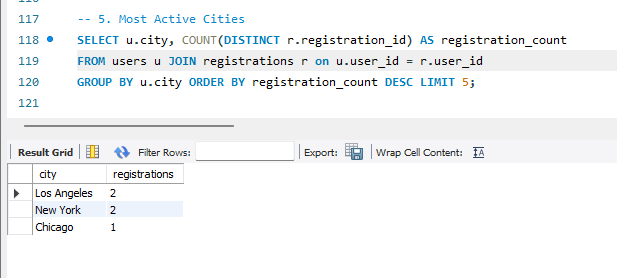 117 -- 5. Most Active Cities
118 SELECT u.city, COUNT(DISTINCT r.registration_id) AS registration_count
119 FROM users u JOIN registrations r on u.user_id = r.user_id
120 GROUP BY u.city ORDER BY registration_count DESC LIMIT 5;
121
Result Grid Filter Rows: Export: Wrap Cell Content: IA
city registrations
Los Angeles 2
New York 2
Chicago 1